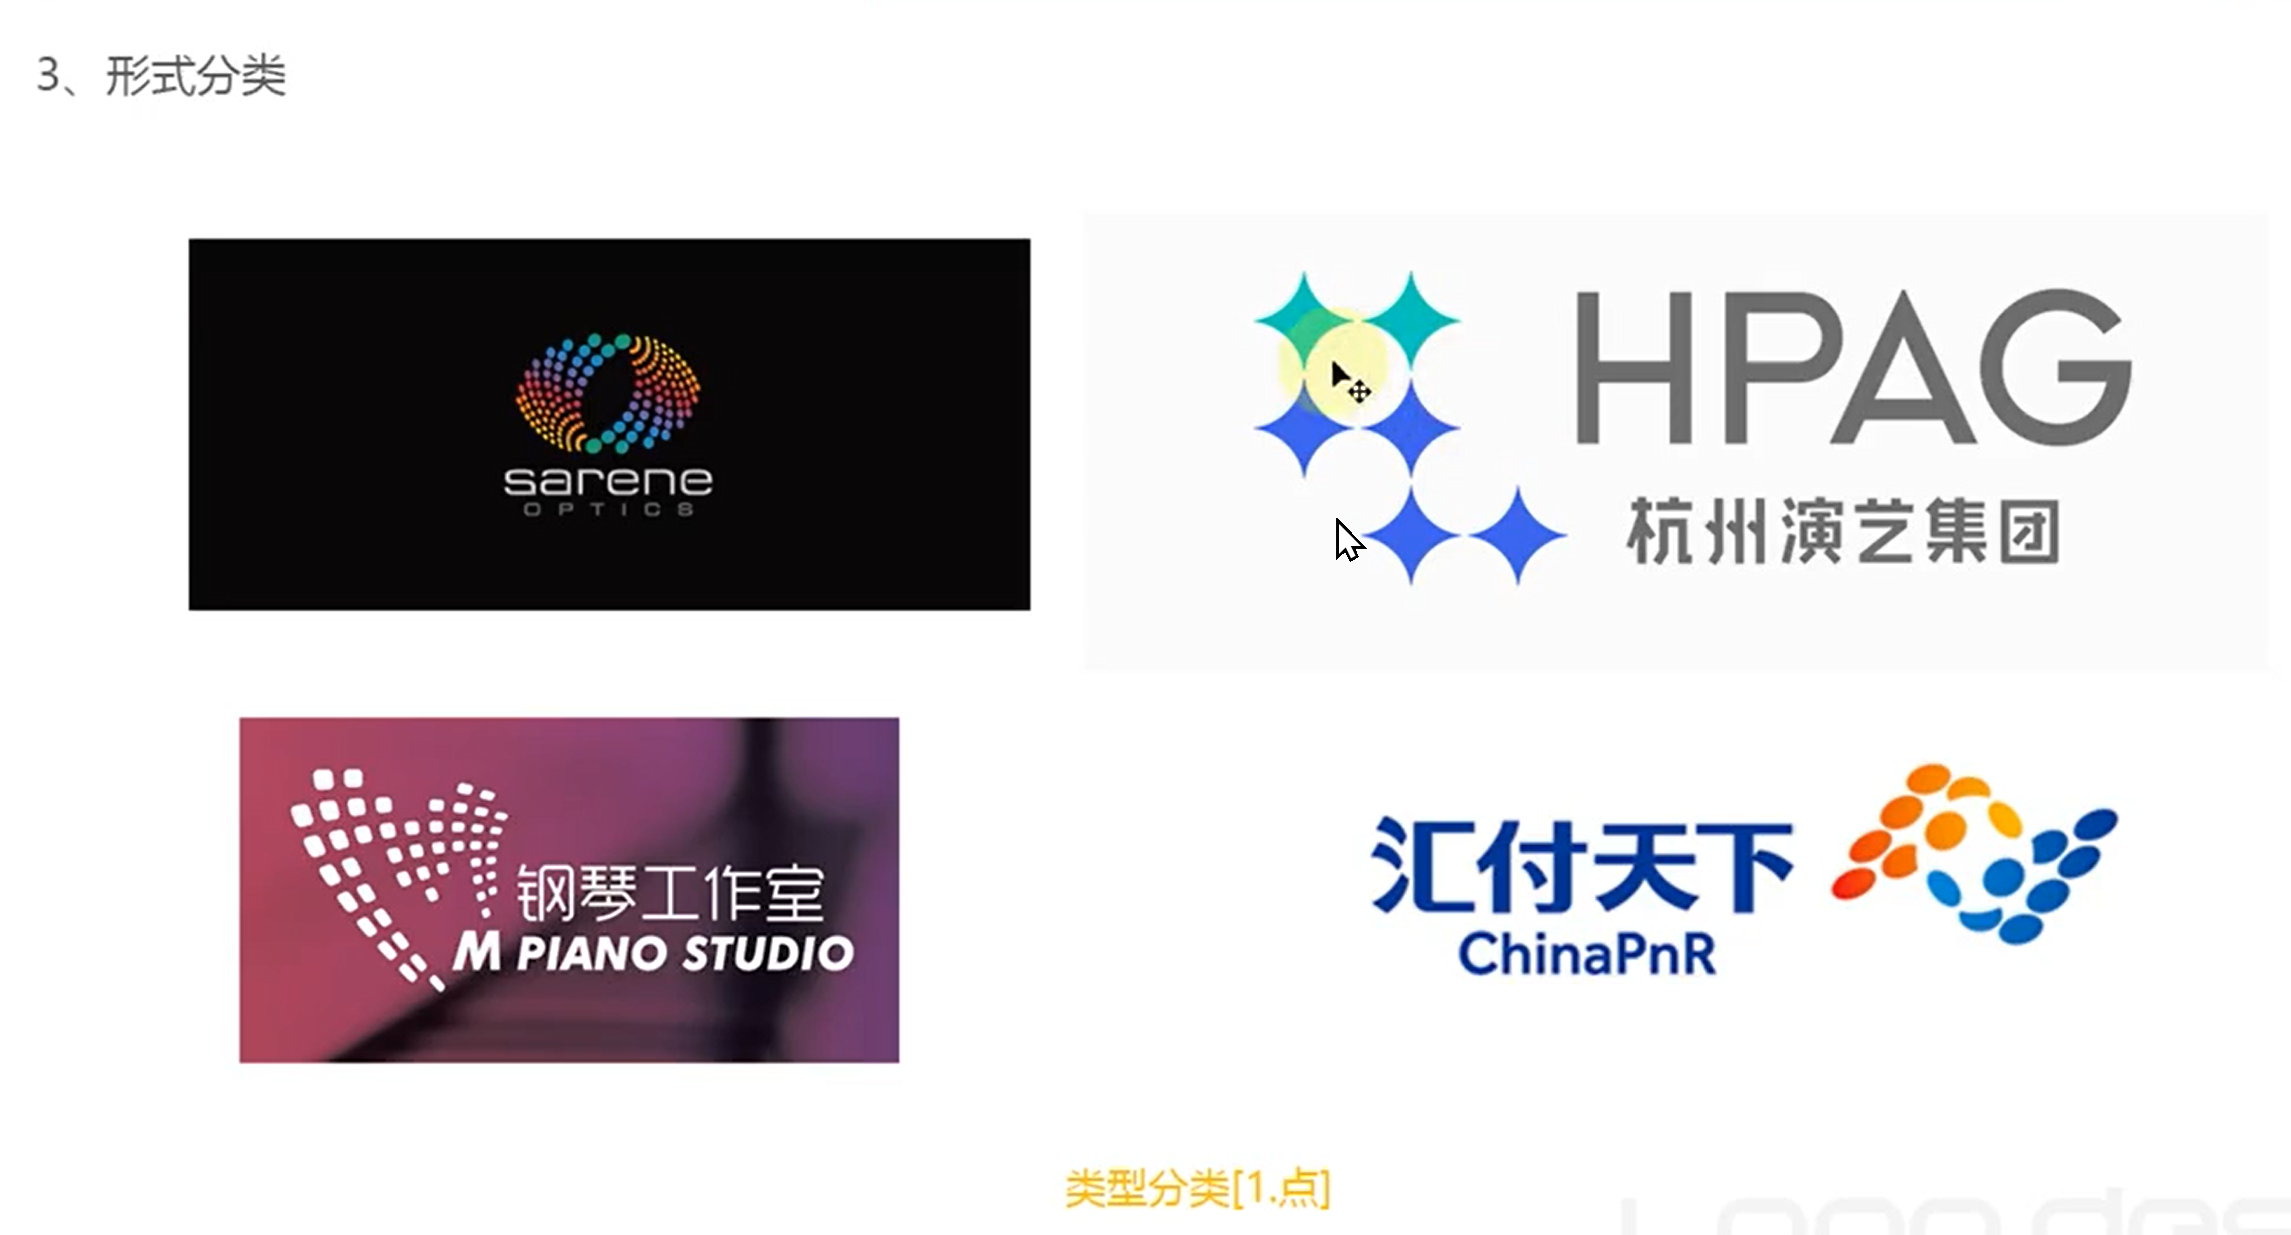 3、形式分类
sarene
OPTICS
HPAG
杭州演艺集团
钢琴工作室
M PIANO STUDIO
汇付天下
ChinaPnR
类型分类[1.点]